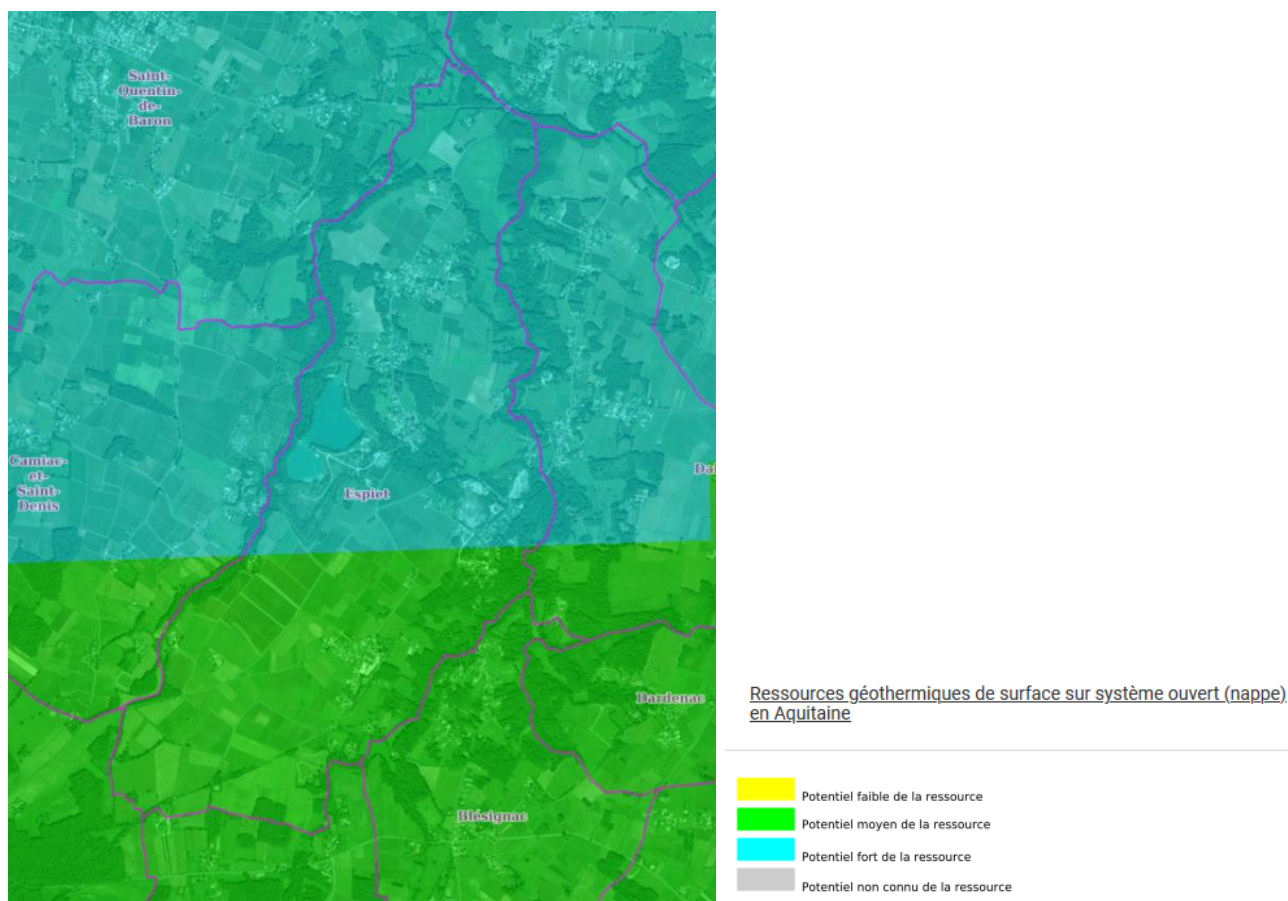 Saint-
Quentin-
de-
Baron
Camiac-
et-
Saint-
Denis
Espiet
Dai
Dardenac
Blésignac
Ressources géothermiques de surface sur système ouvert (nappe)
en Aquitaine
Potentiel faible de la ressource
Potentiel moyen de la ressource
Potentiel fort de la ressource
Potentiel non connu de la ressource